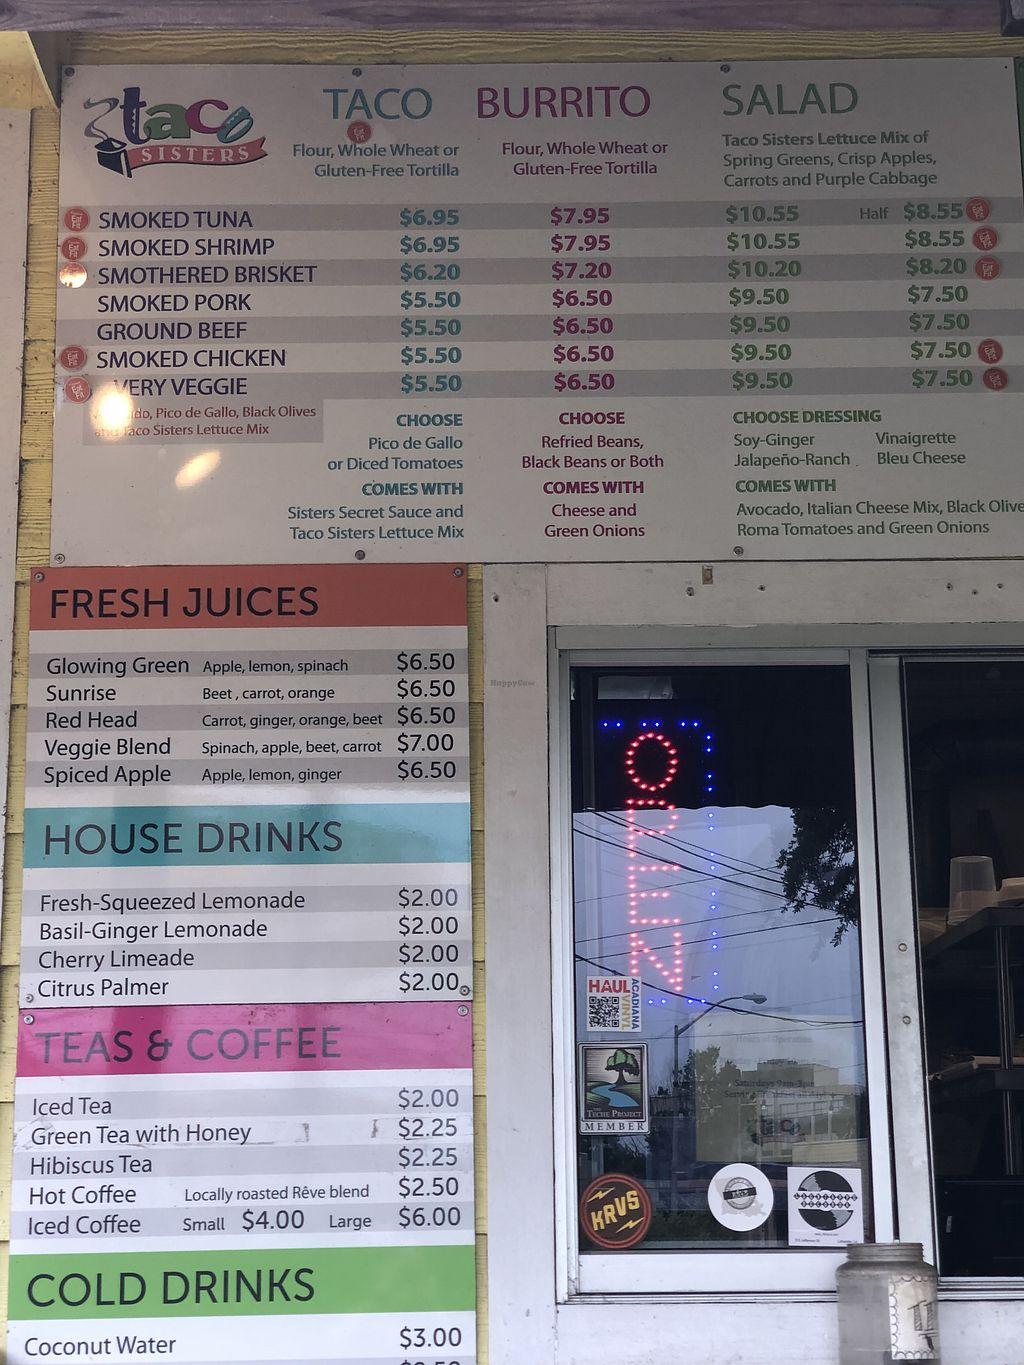 taco
SISTERS
TACO BURRITO SALAD
Flour, Whole Wheat or
Gluten-Free Tortilla
Flour, Whole Wheat or
Gluten-Free Tortilla
Taco Sisters Lettuce Mix of
Spring Greens, Crisp Apples,
Carrots and Purple Cabbage
SMOKED TUNA $6.95 $7.95 $10.55 Half $8.55
SMOKED SHRIMP $6.95 $7.95 $10.55 $8.55
SMOTHERED BRISKET $6.20 $7.20 $10.20 $8.20
SMOKED PORK $5.50 $6.50 $9.50 $7.50
GROUND BEEF $5.50 $6.50 $9.50 $7.50
SMOKED CHICKEN $5.50 $6.50 $9.50 $7.50
VERY VEGGIE $5.50 $6.50 $9.50 $7.50
Pico de Gallo, Black Olives
and Taco Sisters Lettuce Mix
CHOOSE
Pico de Gallo
or Diced Tomatoes
COMES WITH
Sisters Secret Sauce and
Taco Sisters Lettuce Mix
CHOOSE
Refried Beans,
Black Beans or Both
COMES WITH
Cheese and
Green Onions
CHOOSE DRESSING
Soy-Ginger Vinaigrette
Jalapeño-Ranch Bleu Cheese
COMES WITH
Avocado, Italian Cheese Mix, Black Olive
Roma Tomatoes and Green Onions
FRESH JUICES
Glowing Green Apple, lemon, spinach $6.50
Sunrise Beet, carrot, orange $6.50
Red Head Carrot, ginger, orange, beet $6.50
Veggie Blend Spinach, apple, beet, carrot $7.00
Spiced Apple Apple, lemon, ginger $6.50
HOUSE DRINKS
Fresh-Squeezed Lemonade $2.00
Basil-Ginger Lemonade $2.00
Cherry Limeade $2.00
Citrus Palmer $2.00
TEAS & COFFEE
Iced Tea $2.00
Green Tea with Honey $2.25
Hibiscus Tea $2.25
Hot Coffee Locally roasted Rêve blend $2.50
Iced Coffee Small $4.00 Large $6.00
COLD DRINKS
Coconut Water $3.00
HappyCow
OPEN
HAUL
ACADIANA
VINYL
Hours of Operation
Saturdays 9am-3pm
TECHE PROJECT
MEMBER
KRVS